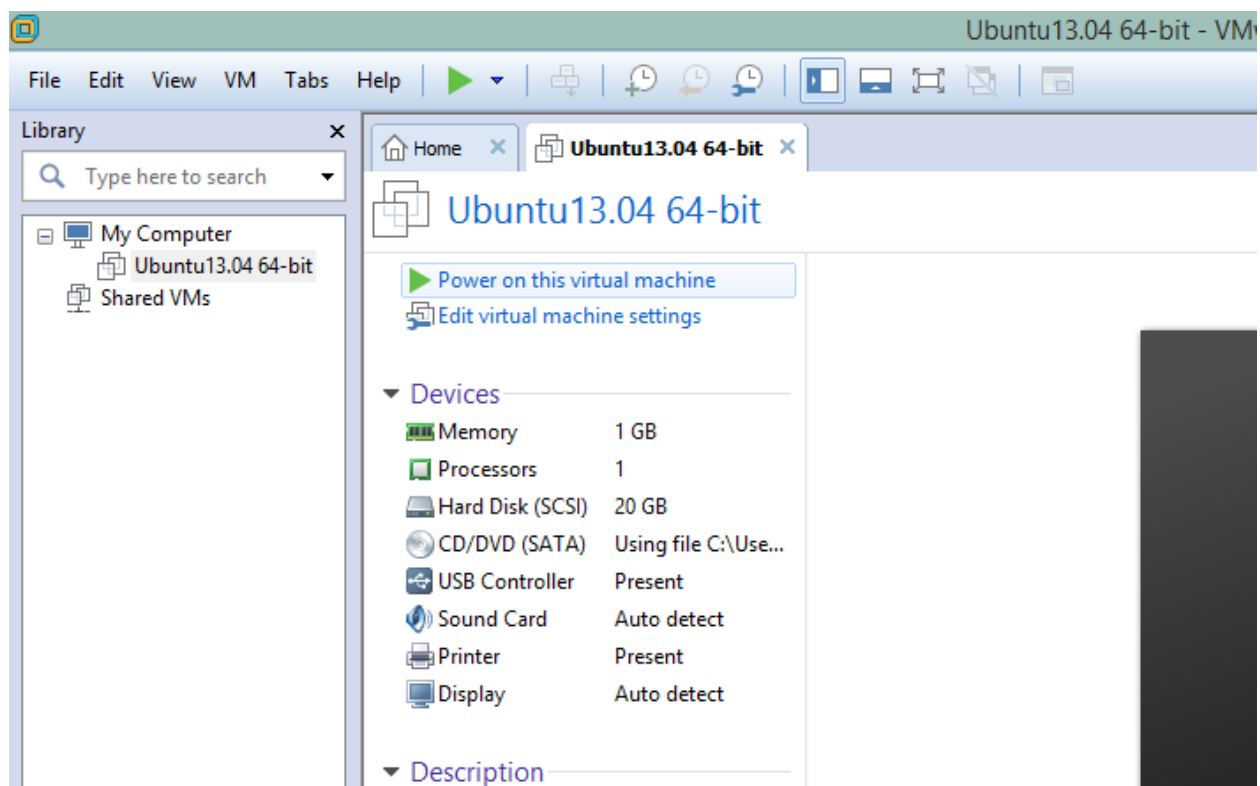 Ubuntu13.04 64-bit - VMw
File Edit View VM Tabs Help
Library
Type here to search
My Computer
Ubuntu13.04 64-bit
Shared VMs
Home
Ubuntu13.04 64-bit
Ubuntu13.04 64-bit
Power on this virtual machine
Edit virtual machine settings
Devices
Memory 1 GB
Processors 1
Hard Disk (SCSI) 20 GB
CD/DVD (SATA) Using file C:\Use...
USB Controller Present
Sound Card Auto detect
Printer Present
Display Auto detect
Description